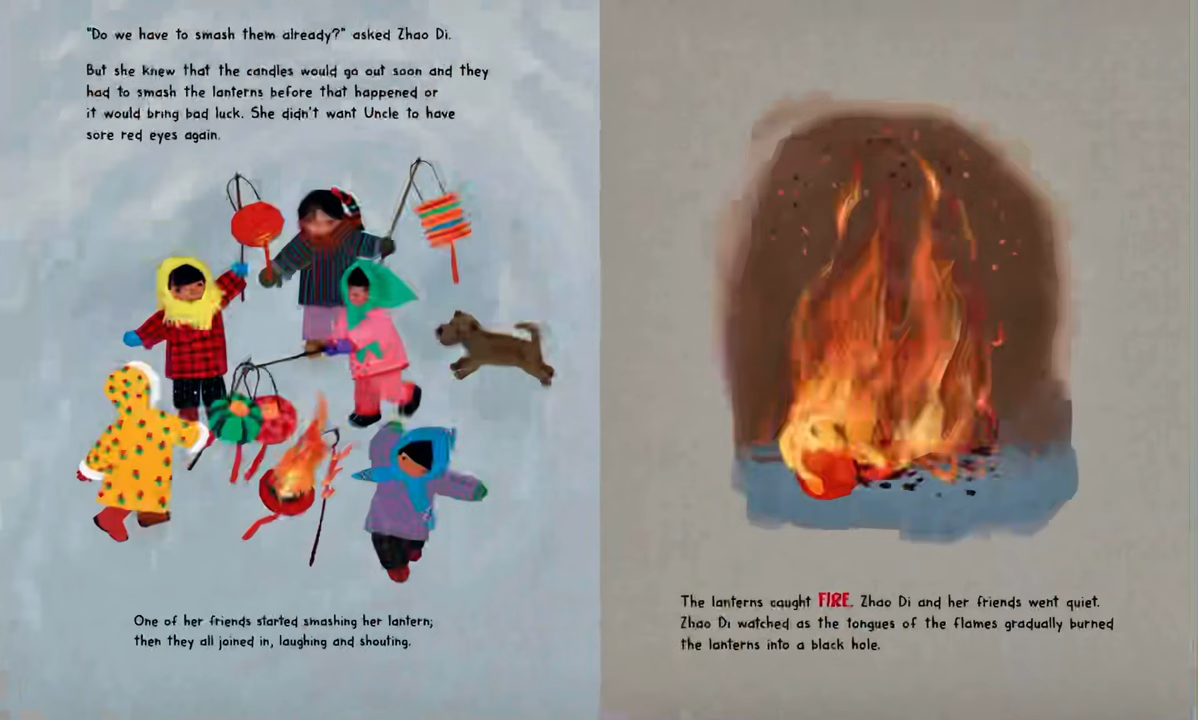 "Do we have to smash them already?" asked Zhao Di.
But she knew that the candles would go out soon and they
had to smash the lanterns before that happened or
it would bring bad luck. She didn't want Uncle to have
sore red eyes again.
One of her friends started smashing her lantern;
then they all joined in, laughing and shouting.
The lanterns caught FIRE. Zhao Di and her friends went quiet.
Zhao Di watched as the tongues of the flames gradually burned
the lanterns into a black hole.